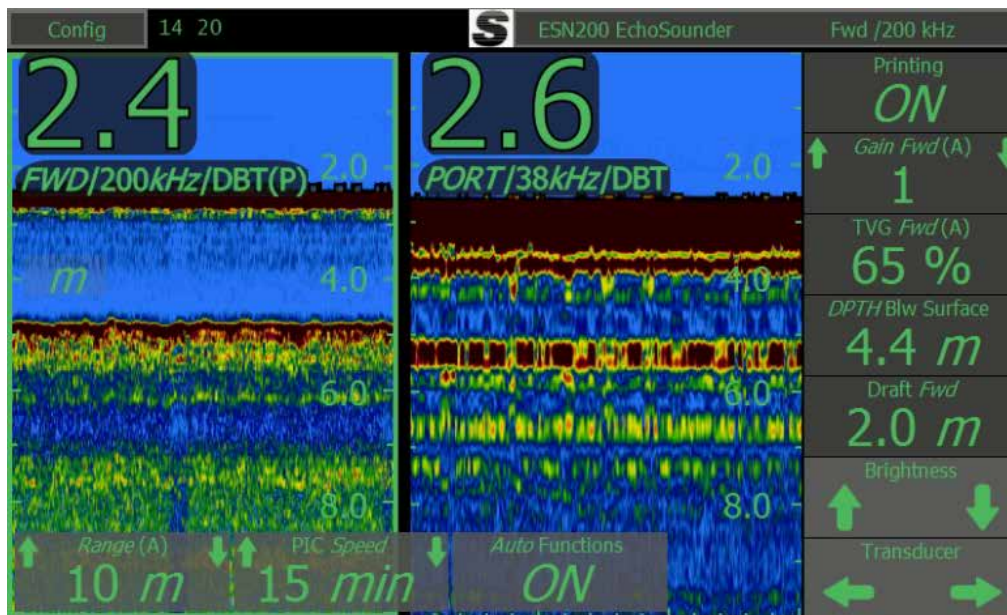 Config
14 20
S
ESN200 EchoSounder
Fwd /200 kHz
2.4
FWD/200kHz/DBT(P)
2.0
m
4.0
6.0
8.0
2.6
PORT/38kHz/DBT
2.0
4.0
6.0
8.0
Printing
ON
Gain Fwd (A)
1
TVG Fwd (A)
65 %
DPTH Blw Surface
4.4 m
Draft Fwd
2.0 m
Brightness
Transducer
Range (A)
10 m
PIC Speed
15 min
Auto Functions
ON